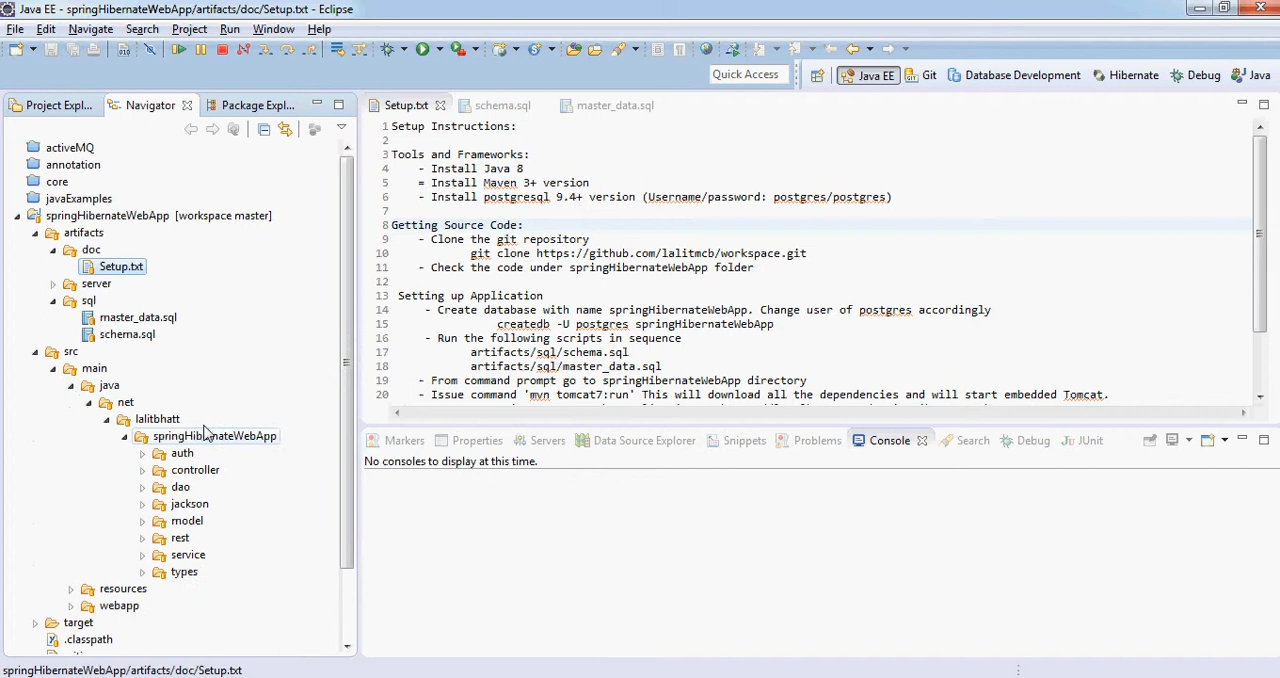 Java EE - springHibernateWebApp/artifacts/doc/Setup.txt - Eclipse
File Edit Navigate Search Project Run Window Help
Quick Access
Java EE Git Database Development Hibernate Debug Java
Project Expl... Navigator Package Expl...
activeMQ
annotation
core
javaExamples
springHibernateWebApp [workspace master]
artifacts
doc
Setup.txt
server
sql
master_data.sql
schema.sql
src
main
java
net
lalitbhatt
springHibernateWebApp
auth
controller
dao
jackson
model
rest
service
types
resources
webapp
target
.classpath
Setup.txt schema.sql master_data.sql
1 Setup Instructions:
2
3 Tools and Frameworks:
4 - Install Java 8
5 = Install Maven 3+ version
6 - Install postgresql 9.4+ version (Username/password: postgres/postgres)
7
8 Getting Source Code:
9 - Clone the git repository
10 git clone https://github.com/lalitmcb/workspace.git
11 - Check the code under springHibernateWebApp folder
12
13 Setting up Application
14 - Create database with name springHibernateWebApp. Change user of postgres accordingly
15 createdb -U postgres springHibernateWebApp
16 - Run the following scripts in sequence
17 artifacts/sql/schema.sql
18 artifacts/sql/master_data.sql
19 - From command prompt go to springHibernateWebApp directory
20 - Issue command 'mvn tomcat7:run' This will download all the dependencies and will start embedded Tomcat.
Markers Properties Servers Data Source Explorer Snippets Problems Console Search Debug JUnit
No consoles to display at this time.
springHibernateWebApp/artifacts/doc/Setup.txt